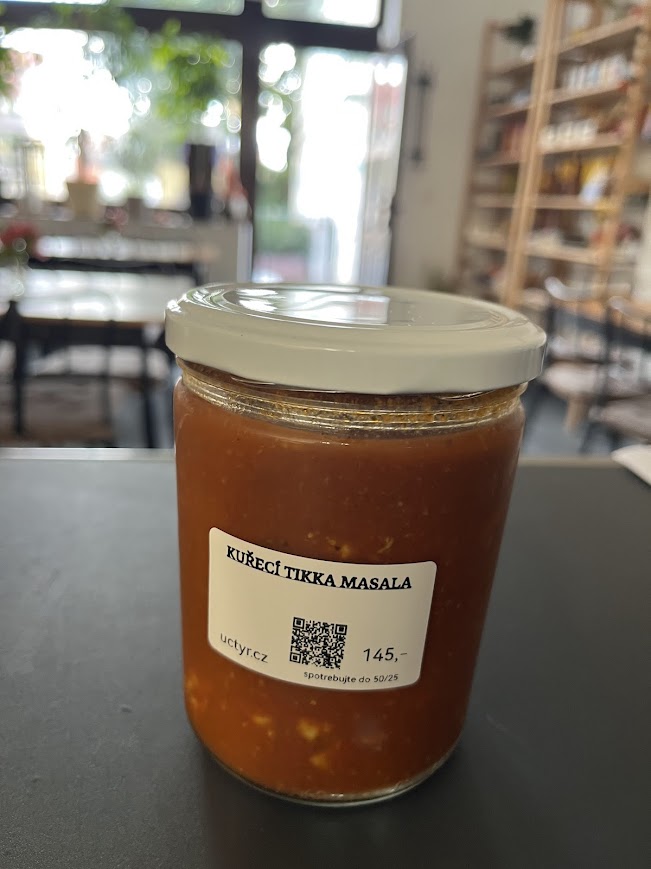 KUŘECÍ TIKKA MASALA
uctyr.cz
145,-
spotrebujte do 50/25